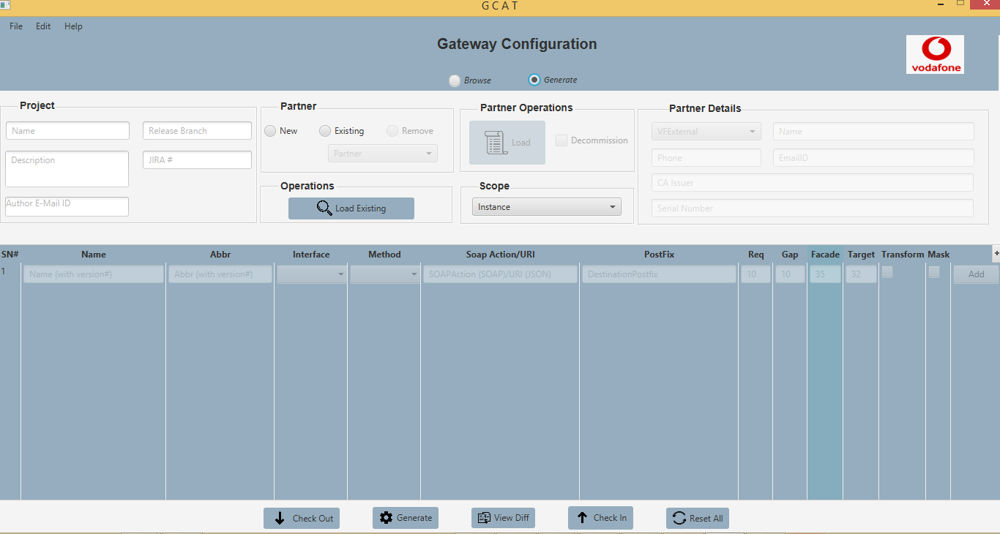 G C A T
File Edit Help
Gateway Configuration
vodafone
Browse Generate
Project
Name Release Branch
Description JIRA #
Author E-Mail ID
Partner
New Existing Remove
Partner
Operations
Load Existing
Partner Operations
Load Decommission
Scope
Instance
Partner Details
VFExternal Name
Phone EmailID
CA Issuer
Serial Number
SN# Name Abbr Interface Method Soap Action/URI PostFix Req Gap Facade Target Transform Mask +
1 Name (with version#) Abbr (with version#) SOAPAction (SOAP)/URI (JSON) DestinationPostfix 10 10 35 32 Add
Check Out Generate View Diff Check In Reset All